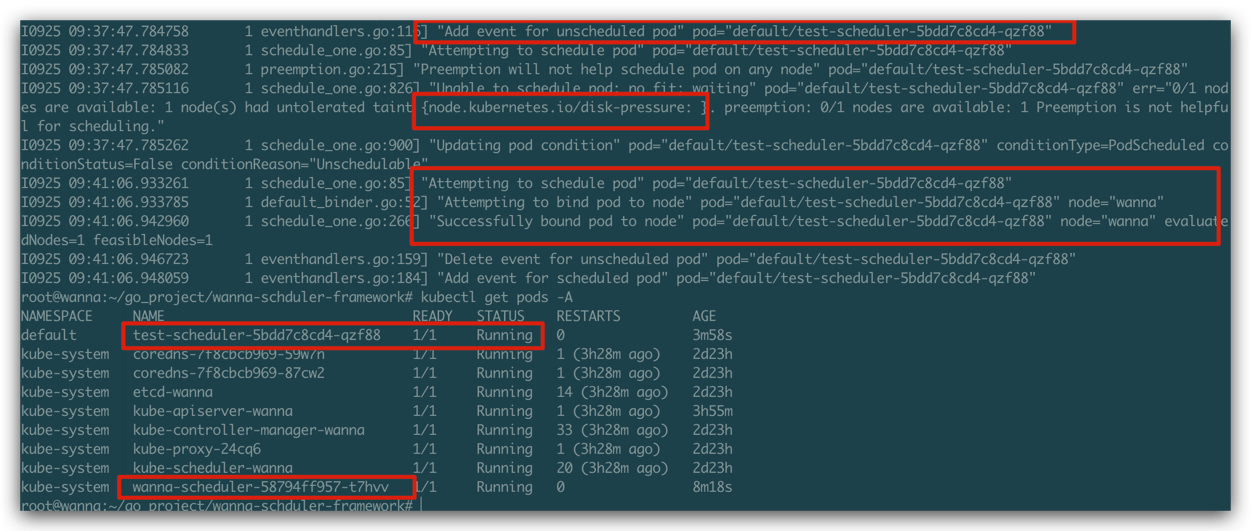 I0925 09:37:47.784758 1 eventhandlers.go:116] "Add event for unscheduled pod" pod="default/test-scheduler-5bdd7c8cd4-qzf88"
I0925 09:37:47.784833 1 schedule_one.go:85] "Attempting to schedule pod" pod="default/test-scheduler-5bdd7c8cd4-qzf88"
I0925 09:37:47.785082 1 preemption.go:215] "Preemption will not help schedule pod on any node" pod="default/test-scheduler-5bdd7c8cd4-qzf88"
I0925 09:37:47.785116 1 schedule_one.go:826] "Unable to schedule pod; no fit; waiting" pod="default/test-scheduler-5bdd7c8cd4-qzf88" err="0/1 nod
es are available: 1 node(s) had untolerated taint {node.kubernetes.io/disk-pressure: }. preemption: 0/1 nodes are available: 1 Preemption is not helpfu
l for scheduling."
I0925 09:37:47.785262 1 schedule_one.go:900] "Updating pod condition" pod="default/test-scheduler-5bdd7c8cd4-qzf88" conditionType=PodScheduled co
nditionStatus=False conditionReason="Unschedulable"
I0925 09:41:06.933261 1 schedule_one.go:85] "Attempting to schedule pod" pod="default/test-scheduler-5bdd7c8cd4-qzf88"
I0925 09:41:06.933785 1 default_binder.go:52] "Attempting to bind pod to node" pod="default/test-scheduler-5bdd7c8cd4-qzf88" node="wanna"
I0925 09:41:06.942960 1 schedule_one.go:266] "Successfully bound pod to node" pod="default/test-scheduler-5bdd7c8cd4-qzf88" node="wanna" evaluate
dNodes=1 feasibleNodes=1
I0925 09:41:06.946723 1 eventhandlers.go:159] "Delete event for unscheduled pod" pod="default/test-scheduler-5bdd7c8cd4-qzf88"
I0925 09:41:06.948059 1 eventhandlers.go:184] "Add event for scheduled pod" pod="default/test-scheduler-5bdd7c8cd4-qzf88"
root@wanna:~/go_project/wanna-schduler-framework# kubectl get pods -A
NAMESPACE NAME READY STATUS RESTARTS AGE
default test-scheduler-5bdd7c8cd4-qzf88 1/1 Running 0 3m58s
kube-system coredns-7f8cbcb969-59w7n 1/1 Running 1 (3h28m ago) 2d23h
kube-system coredns-7f8cbcb969-87cw2 1/1 Running 1 (3h28m ago) 2d23h
kube-system etcd-wanna 1/1 Running 14 (3h28m ago) 2d23h
kube-system kube-apiserver-wanna 1/1 Running 1 (3h28m ago) 3h55m
kube-system kube-controller-manager-wanna 1/1 Running 33 (3h28m ago) 2d23h
kube-system kube-proxy-24cq6 1/1 Running 1 (3h28m ago) 2d23h
kube-system kube-scheduler-wanna 1/1 Running 20 (3h28m ago) 2d23h
kube-system wanna-scheduler-58794ff957-t7hvv 1/1 Running 0 8m18s
root@wanna:~/go_project/wanna-schduler-framework#